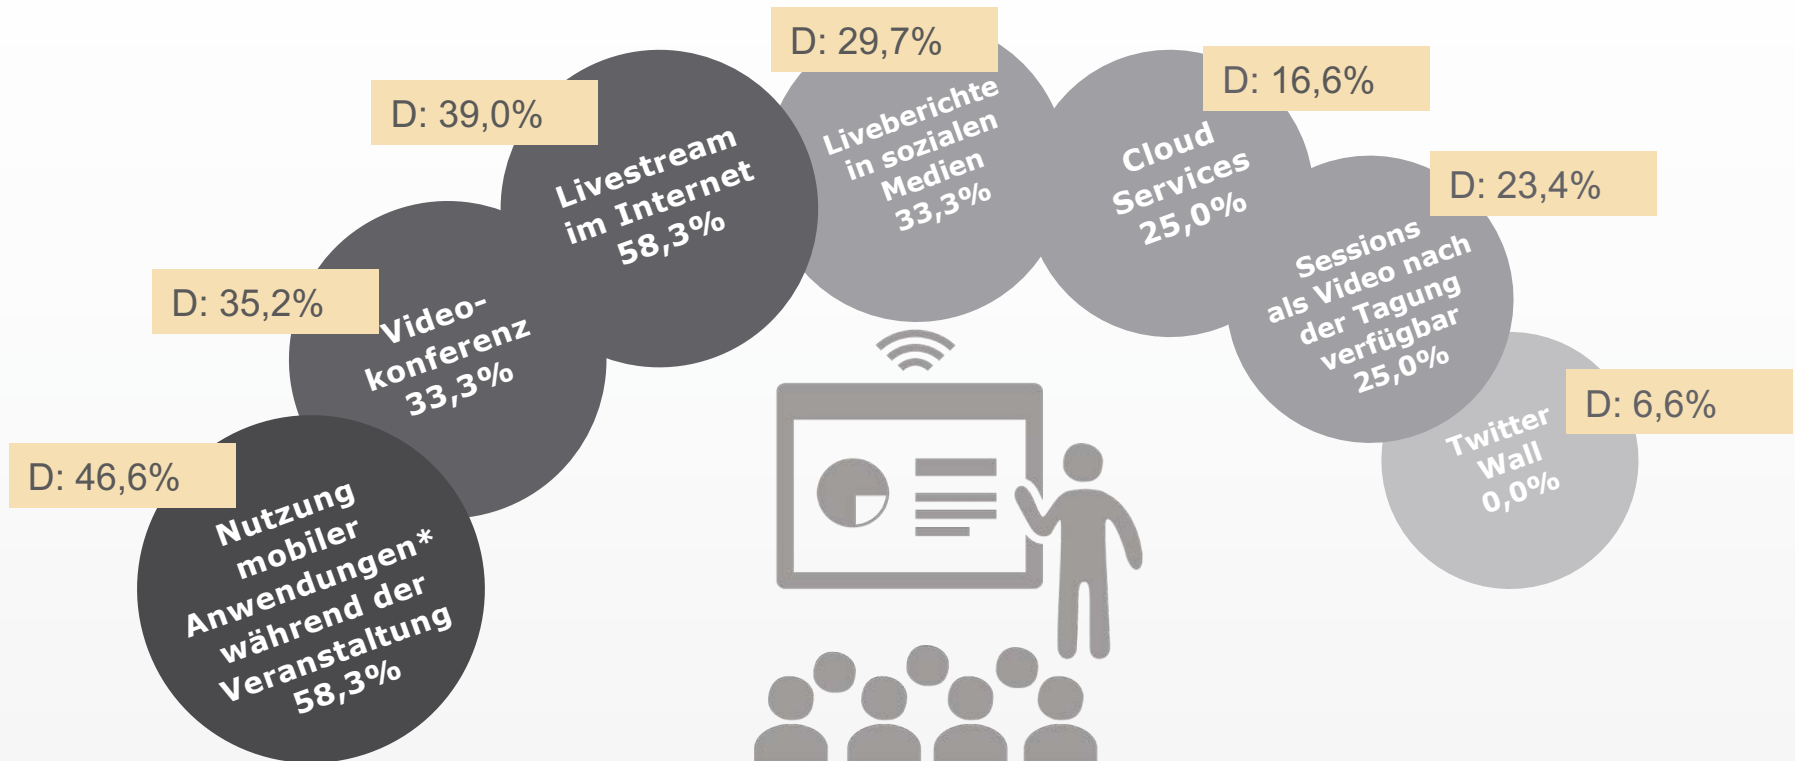 D: 46,6%
Nutzung
mobiler
Anwendungen*
während der
Veranstaltung
58,3%
D: 35,2%
Video-
konferenz
33,3%
D: 39,0%
Livestream
im Internet
58,3%
D: 29,7%
Liveberichte
in sozialen
Medien
33,3%
D: 16,6%
Cloud
Services
25,0%
D: 23,4%
Sessions
als Video nach
der Tagung
verfügbar
25,0%
D: 6,6%
Twitter
Wall
0,0%